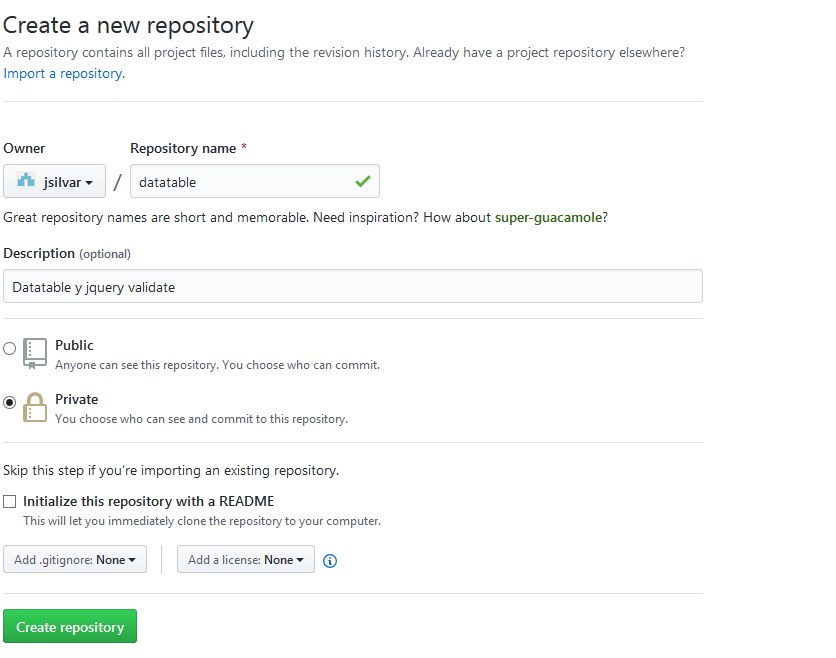 Create a new repository
A repository contains all project files, including the revision history. Already have a project repository elsewhere?
Import a repository.
Owner
Repository name *
jsilvar / datatable
Great repository names are short and memorable. Need inspiration? How about super-guacamole?
Description (optional)
Datatable y jquery validate
Public
Anyone can see this repository. You choose who can commit.
Private
You choose who can see and commit to this repository.
Skip this step if you're importing an existing repository.
Initialize this repository with a README
This will let you immediately clone the repository to your computer.
Add .gitignore: None
Add a license: None
Create repository